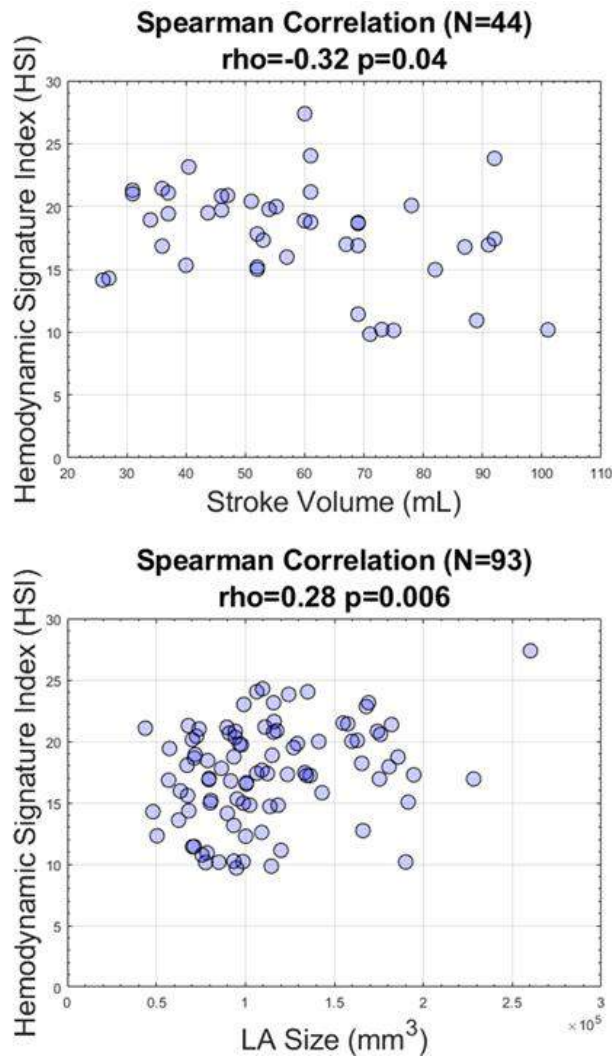 Spearman Correlation (N=44)
rho=-0.32 p=0.04
Hemodynamic Signature Index (HSI)
30
25
20
15
10
5
0
20 30 40 50 60 70 80 90 100 110
Stroke Volume (mL)
Spearman Correlation (N=93)
rho=0.28 p=0.006
Hemodynamic Signature Index (HSI)
30
25
20
15
10
5
0
0 0.5 1 1.5 2 2.5 3
×10⁵
LA Size (mm³)